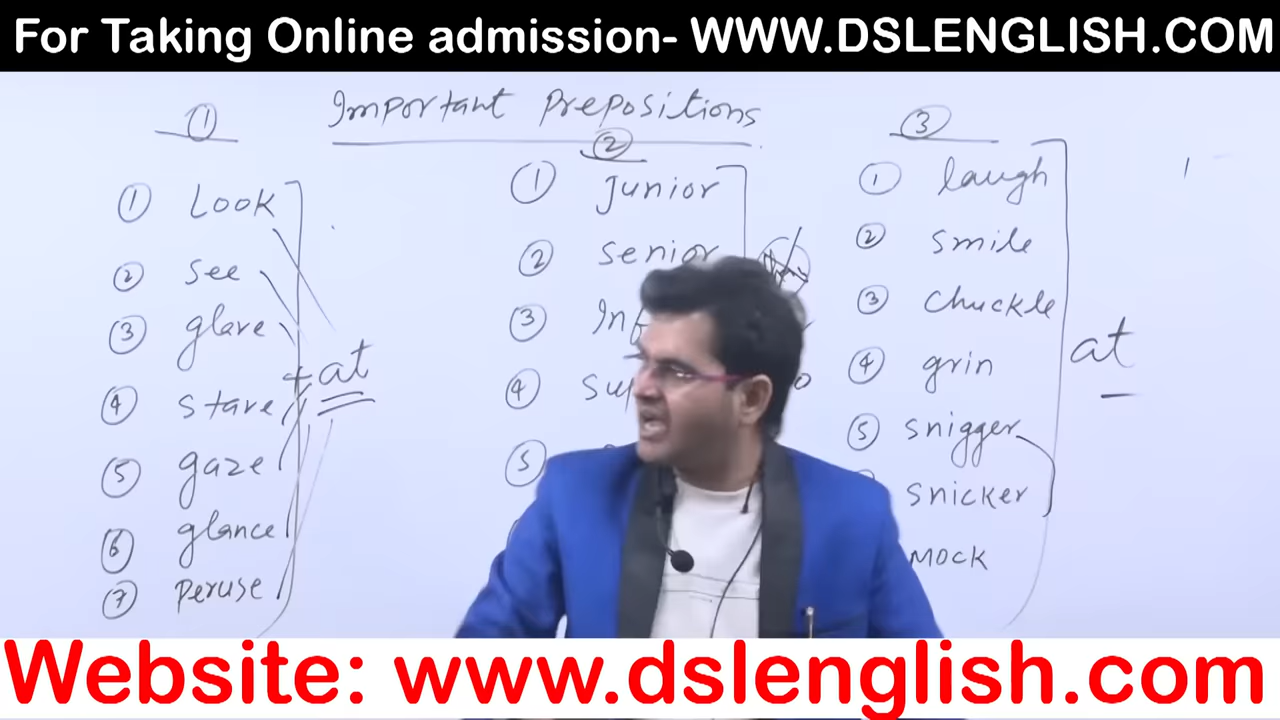 For Taking Online admission- WWW.DSLENGLISH.COM
Important Prepositions
①
① Look
② See
③ glare
④ stare
⑤ gaze
⑥ glance
⑦ Peruse
+ at
②
① Junior
② senior
③
④
⑤
③
① laugh
② smile
③ chuckle
④ grin
⑤ snigger
snicker
mock
at
Website: www.dslenglish.com